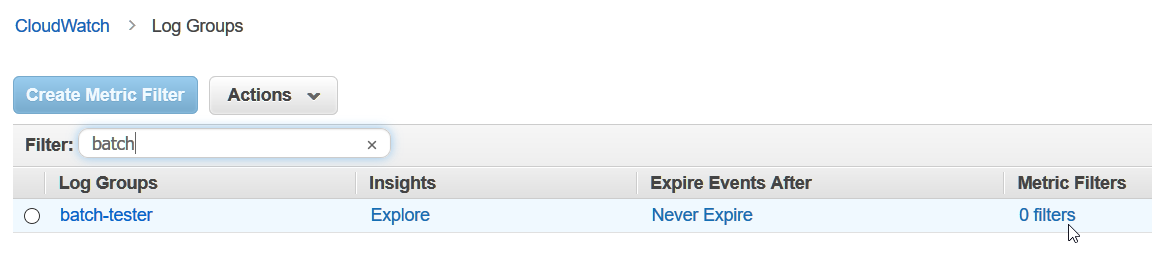 CloudWatch > Log Groups
Create Metric Filter Actions
Filter: batch ×
Log Groups Insights Expire Events After Metric Filters
batch-tester Explore Never Expire 0 filters